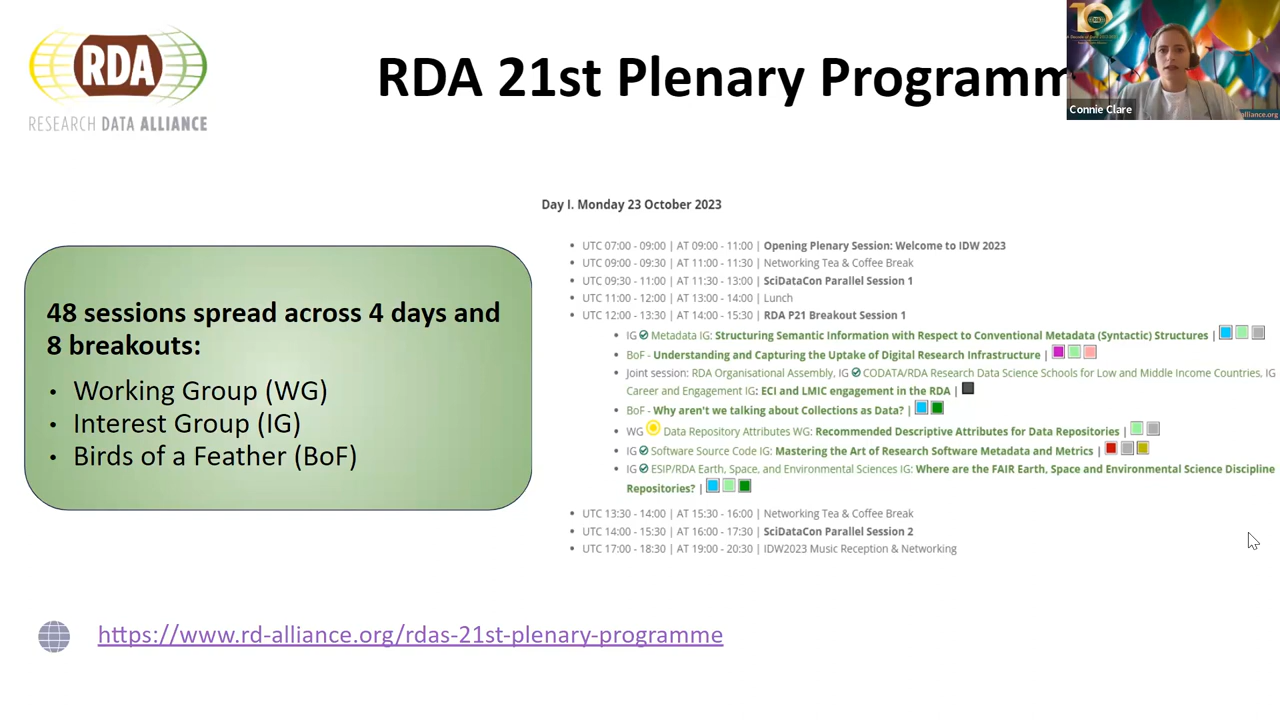 RDA
RESEARCH DATA ALLIANCE
RDA 21st Plenary Programm
10
Connie Clare
alliance.org
Day I. Monday 23 October 2023
48 sessions spread across 4 days and
8 breakouts:
• Working Group (WG)
• Interest Group (IG)
• Birds of a Feather (BoF)
• UTC 07:00 - 09:00 | AT 09:00 - 11:00 | Opening Plenary Session: Welcome to IDW 2023
• UTC 09:00 - 09:30 | AT 11:00 - 11:30 | Networking Tea & Coffee Break
• UTC 09:30 - 11:00 | AT 11:30 - 13:00 | SciDataCon Parallel Session 1
• UTC 11:00 - 12:00 | AT 13:00 - 14:00 | Lunch
• UTC 12:00 - 13:30 | AT 14:00 - 15:30 | RDA P21 Breakout Session 1
• IG Metadata IG: Structuring Semantic Information with Respect to Conventional Metadata (Syntactic) Structures |
• BoF - Understanding and Capturing the Uptake of Digital Research Infrastructure |
• Joint session: RDA Organisational Assembly, IG CODATA/RDA Research Data Science Schools for Low and Middle Income Countries, IG
Career and Engagement IG: ECI and LMIC engagement in the RDA |
• BoF - Why aren't we talking about Collections as Data? |
• WG Data Repository Attributes WG: Recommended Descriptive Attributes for Data Repositories |
• IG Software Source Code IG: Mastering the Art of Research Software Metadata and Metrics |
• IG ESIP/RDA Earth, Space, and Environmental Sciences IG: Where are the FAIR Earth, Space and Environmental Science Discipline
Repositories? |
• UTC 13:30 - 14:00 | AT 15:30 - 16:00 | Networking Tea & Coffee Break
• UTC 14:00 - 15:30 | AT 16:00 - 17:30 | SciDataCon Parallel Session 2
• UTC 17:00 - 18:30 | AT 19:00 - 20:30 | IDW2023 Music Reception & Networking
https://www.rd-alliance.org/rdas-21st-plenary-programme